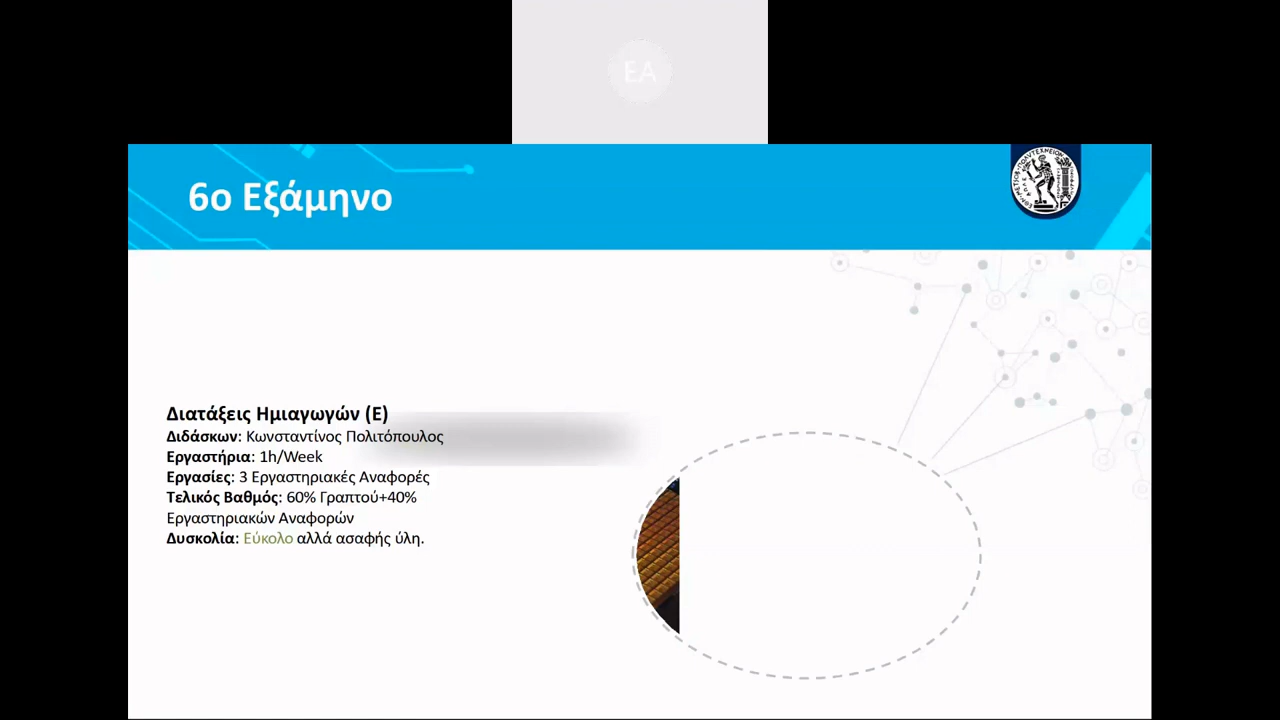 ΕΑ
6ο Εξάμηνο
Διατάξεις Ημιαγωγών (Ε)
Διδάσκων: Κωνσταντίνος Πολιτόπουλος
Εργαστήρια: 1h/Week
Εργασίες: 3 Εργαστηριακές Αναφορές
Τελικός Βαθμός: 60% Γραπτού+40%
Εργαστηριακών Αναφορών
Δυσκολία: Εύκολο αλλά ασαφής ύλη.